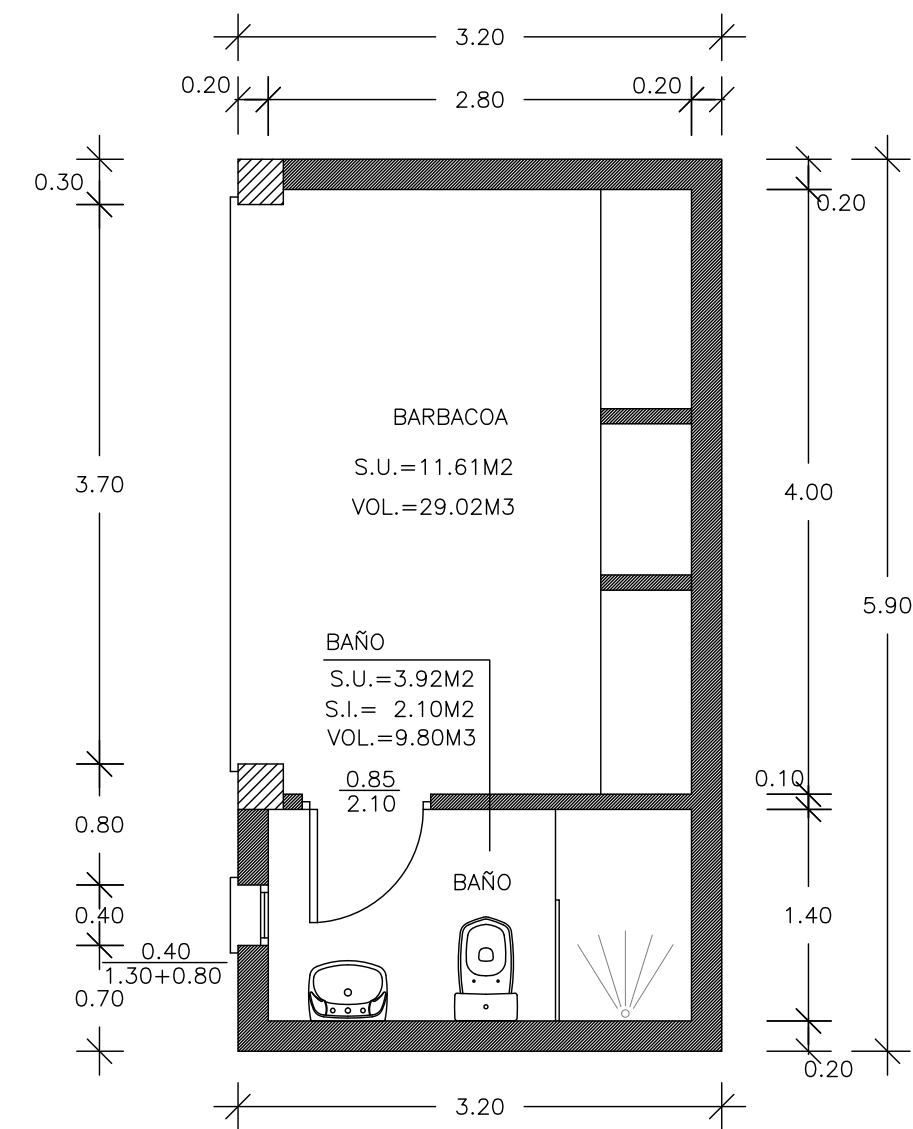 3.20
0.20
2.80
0.20
0.30
0.20
BARBACOA
S.U.=11.61M2
VOL.=29.02M3
3.70
4.00
5.90
BAÑO
S.U.=3.92M2
S.I.= 2.10M2
VOL.=9.80M3
0.85
2.10
0.10
0.80
BAÑO
0.40
1.40
0.40
1.30+0.80
0.70
0.20
3.20